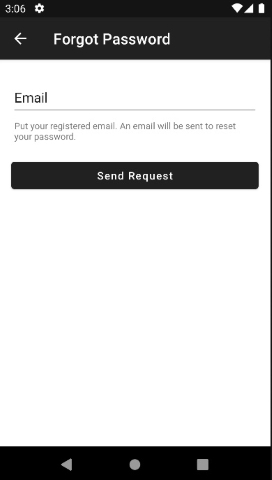 3:06
Forgot Password
Email
Put your registered email. An email will be sent to reset
your password.
Send Request